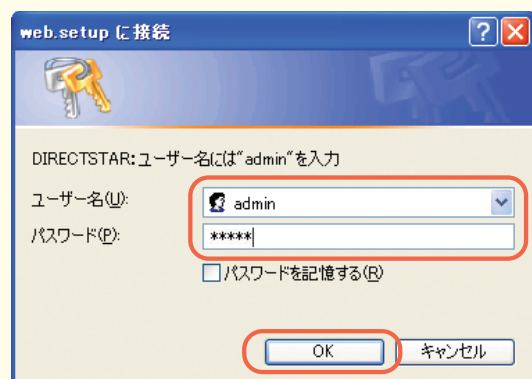 web.setup に接続
DIRECTSTAR:ユーザー名には"admin"を入力
ユーザー名(U):
admin
パスワード(P):
*****
パスワードを記憶する(R)
OK
キャンセル